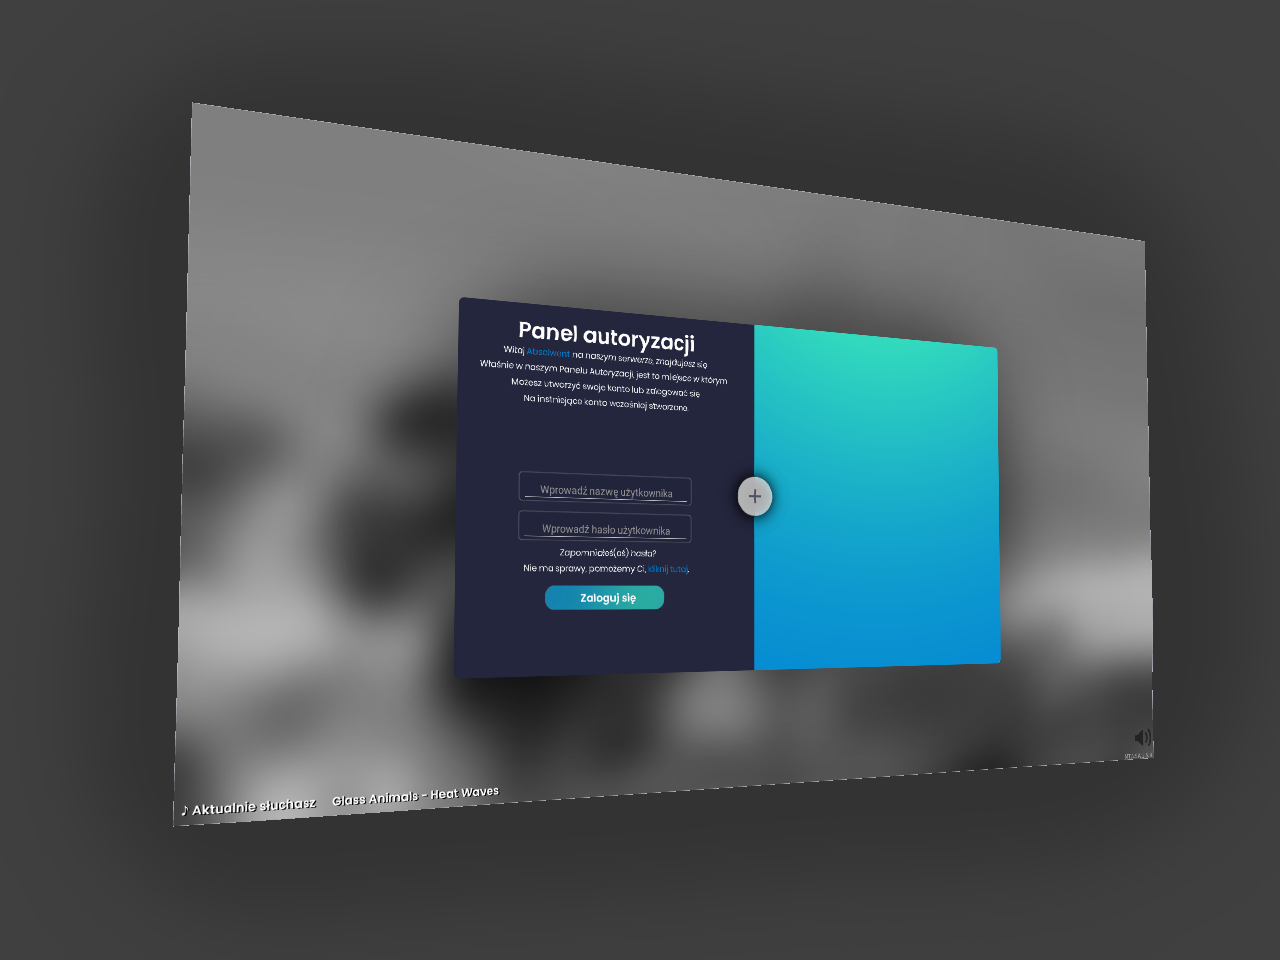 Panel autoryzacji
Witaj Absolwent na naszym serwerze, znajdujesz się
Właśnie w naszym Panelu Autoryzacji, jest to miejsce w którym
Możesz utworzyć swoje konto lub zalogować się
Na instniejące konto wcześniej stworzone.
Wprowadź nazwę użytkownika
+
Wprowadź hasło użytkownika
Zapomniałeś(aś) hasła?
Nie ma sprawy, pomożemy Ci, kliknij tutaj.
Zaloguj się
♪ Aktualnie słuchasz Glass Animals - Heat Waves